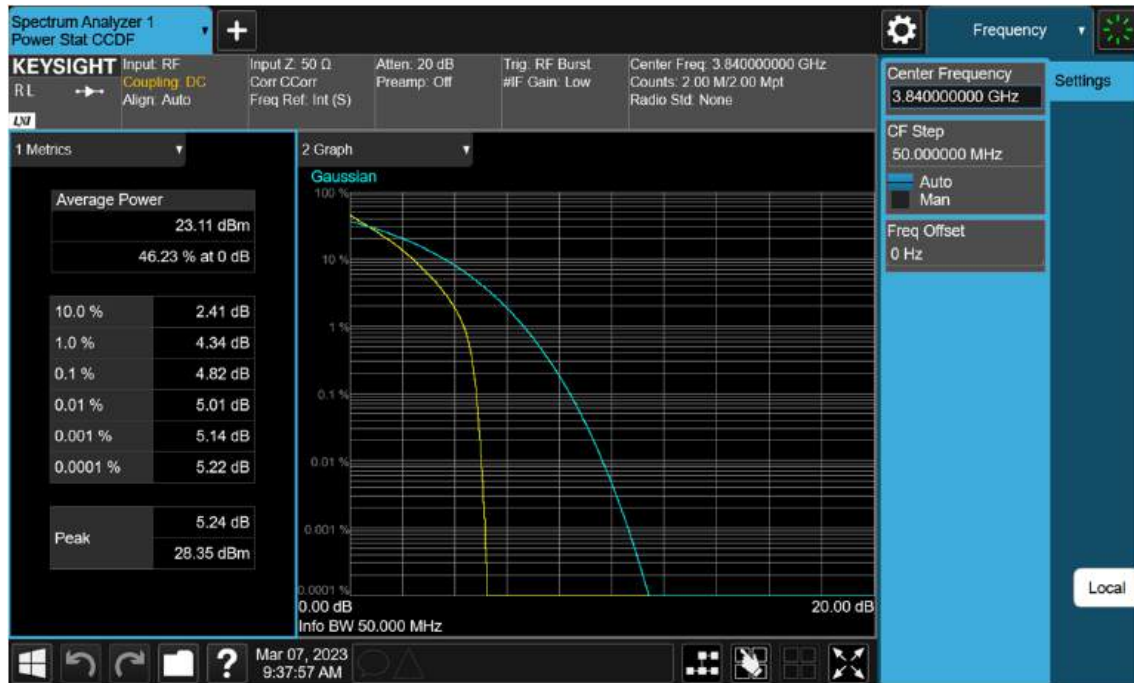 Spectrum Analyzer 1
Power Stat CCDF
+
Frequency
KEYSIGHT
RL
LXI
Input: RF
Coupling: DC
Align: Auto
Input Z: 50 Ω
Corr CCorr
Freq Ref: Int (S)
Atten: 20 dB
Preamp: Off
Trig: RF Burst
#IF Gain: Low
Center Freq: 3.840000000 GHz
Counts: 2.00 M/2.00 Mpt
Radio Std: None
Center Frequency
3.840000000 GHz
Settings
CF Step
50.000000 MHz
Auto
Man
Freq Offset
0 Hz
Local
1 Metrics
Average Power
23.11 dBm
46.23 % at 0 dB
10.0 % 2.41 dB
1.0 % 4.34 dB
0.1 % 4.82 dB
0.01 % 5.01 dB
0.001 % 5.14 dB
0.0001 % 5.22 dB
Peak
5.24 dB
28.35 dBm
2 Graph
Gaussian
100 %
10 %
1 %
0.1 %
0.01 %
0.001 %
0.0001 %
0.00 dB 20.00 dB
Info BW 50.000 MHz
?
Mar 07, 2023
9:37:57 AM